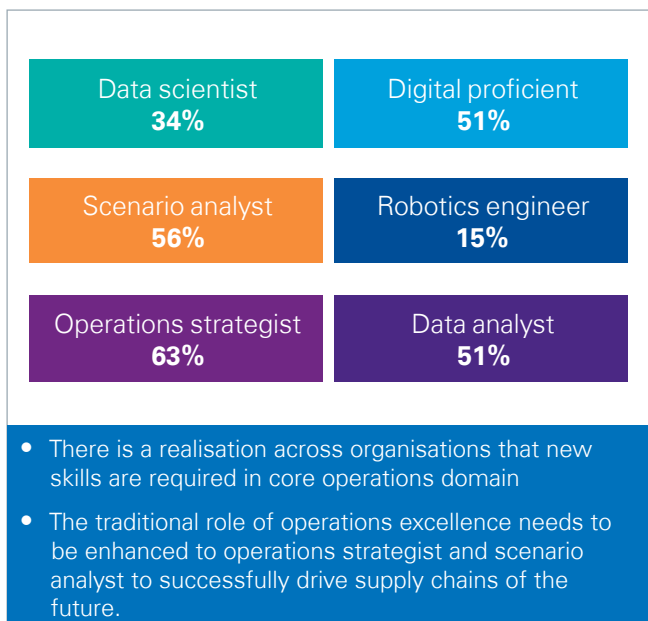 Data scientist
34%
Digital proficient
51%
Scenario analyst
56%
Robotics engineer
15%
Operations strategist
63%
Data analyst
51%
• There is a realisation across organisations that new
skills are required in core operations domain
• The traditional role of operations excellence needs to
be enhanced to operations strategist and scenario
analyst to successfully drive supply chains of the
future.